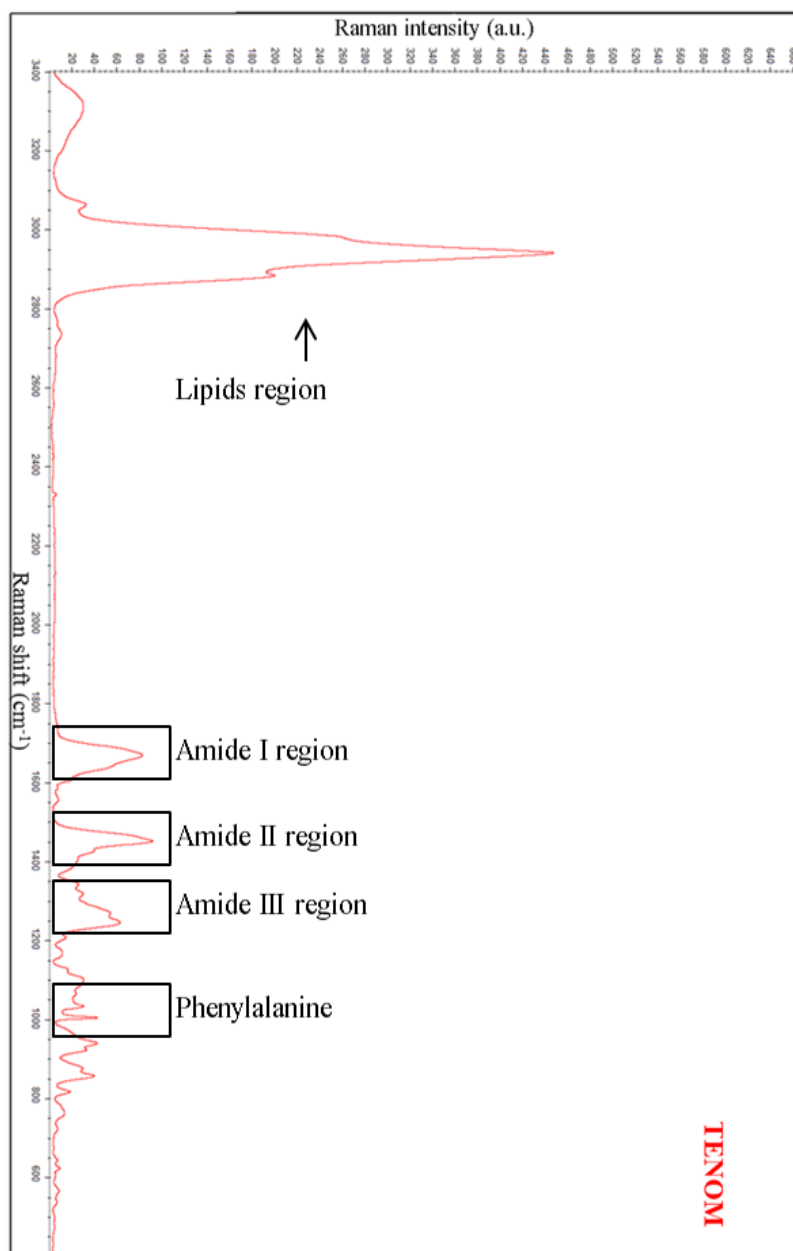 Raman intensity (a.u.)
20 40 60 80 100 120 140 160 180 200 220 240 260 280 300 320 340 360 380 400 420 440 460 480 500 520 540 560 580 600 620 640 66
3400
3200
3000
2800
Lipids region
2600
2400
2200
2000
Raman shift (cm⁻¹)
1800
Amide I region
1600
Amide II region
1400
Amide III region
1200
Phenylalanine
1000
800
TENOM
600